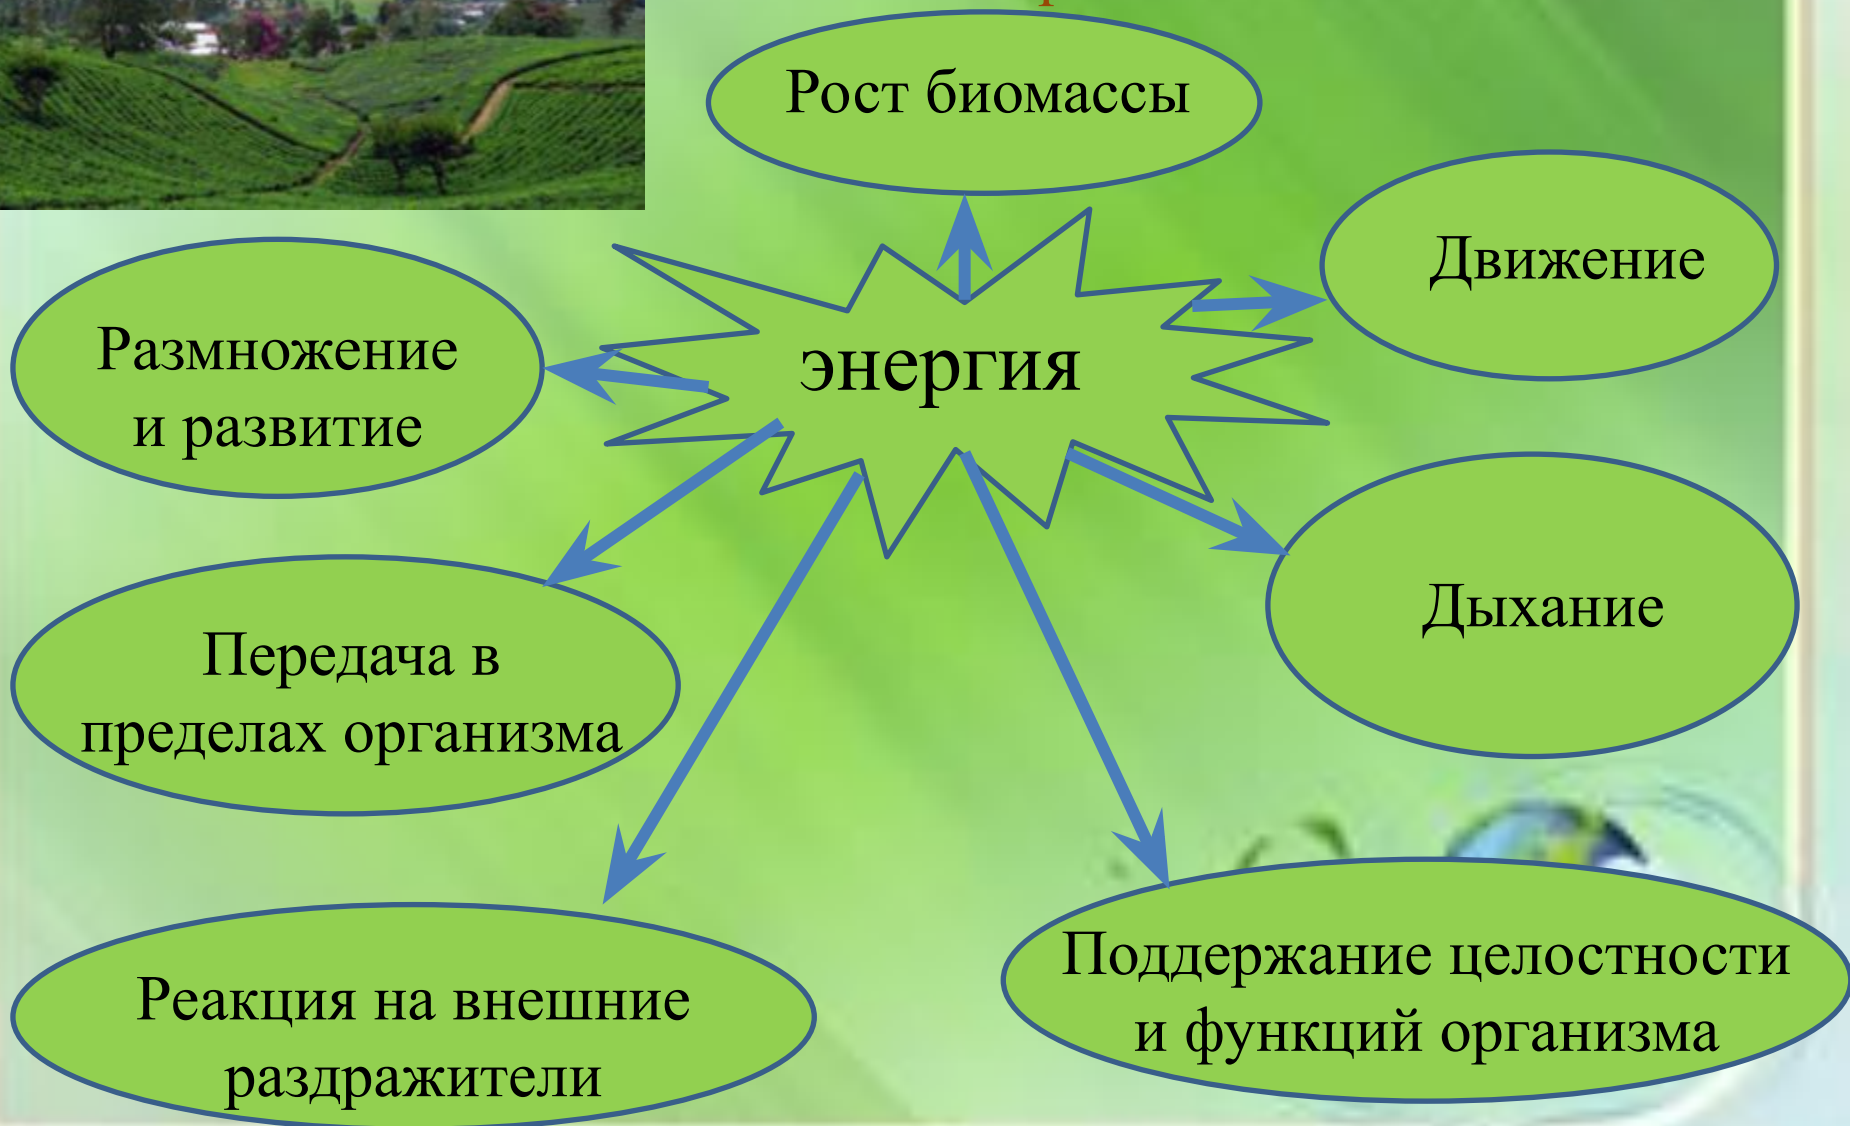 Рост биомассы
Движение
энергия
Размножение
и развитие
Дыхание
Передача в
пределах организма
Поддержание целостности
и функций организма
Реакция на внешние
раздражители